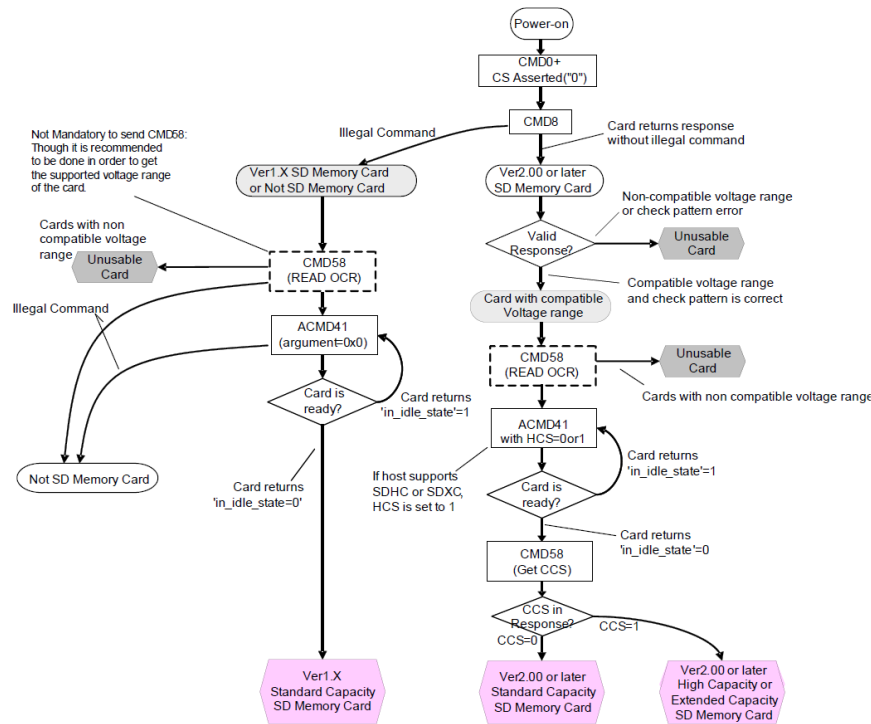 Power-on
CMD0+
CS Asserted("0")
CMD8
Illegal Command
Card returns response
without illegal command
Not Mandatory to send CMD58:
Though it is recommended
to be done in order to get
the supported voltage range
of the card.
Ver1.X SD Memory Card
or Not SD Memory Card
Ver2.00 or later
SD Memory Card
Non-compatible voltage range
or check pattern error
Cards with non
compatible voltage
range
Valid
Response?
Unusable
Card
Unusable
Card
CMD58
(READ OCR)
Compatible voltage range
and check pattern is correct
Card with compatible
Voltage range
Illegal Command
ACMD41
(argument=0x0)
CMD58
(READ OCR)
Unusable
Card
Card is
ready?
Card returns
'in_idle_state'=1
Cards with non compatible voltage range
ACMD41
with HCS=0or1
Card returns
'in_idle_state'=1
Not SD Memory Card
Card returns
'in_idle_state=0'
If host supports
SDHC or SDXC,
HCS is set to 1
Card is
ready?
Card returns
'in_idle_state'=0
CMD58
(Get CCS)
CCS in
Response?
CCS=0
CCS=1
Ver1.X
Standard Capacity
SD Memory Card
Ver2.00 or later
Standard Capacity
SD Memory Card
Ver2.00 or later
High Capacity or
Extended Capacity
SD Memory Card